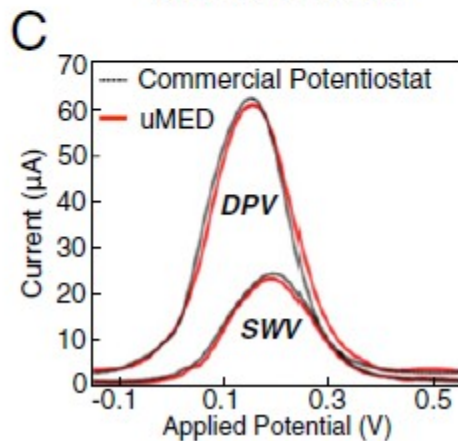 C
70
60
50
40
30
20
10
0
Current (µA)
Commercial Potentiostat
uMED
DPV
SWV
-0.1 0.1 0.3 0.5
Applied Potential (V)